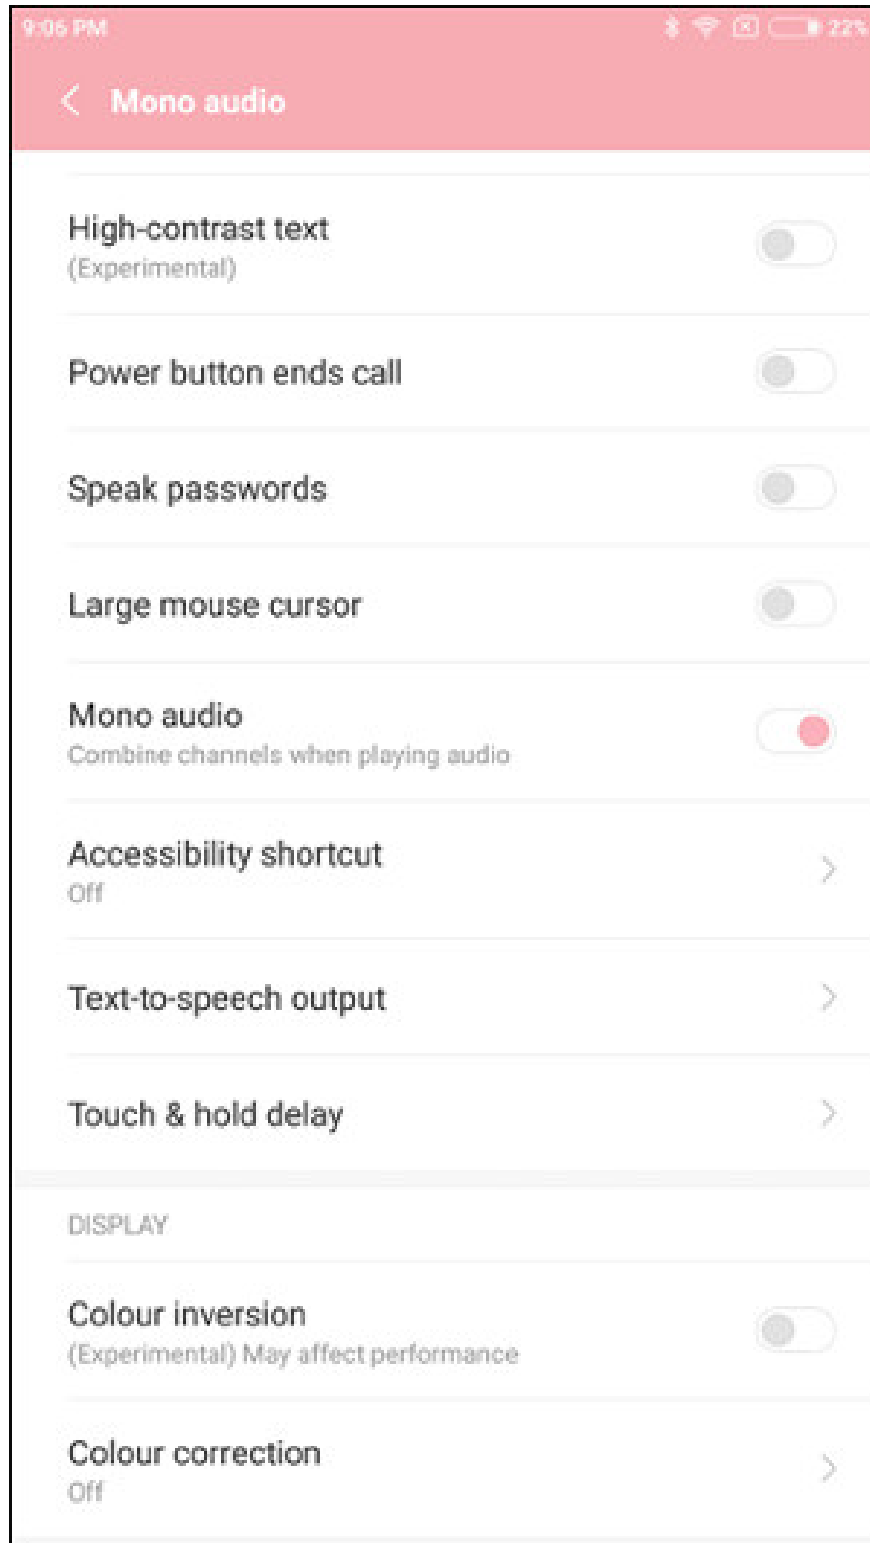 9:06 PM 22%
Mono audio
High-contrast text
(Experimental)
Power button ends call
Speak passwords
Large mouse cursor
Mono audio
Combine channels when playing audio
Accessibility shortcut
Off
Text-to-speech output
Touch & hold delay
DISPLAY
Colour inversion
(Experimental) May affect performance
Colour correction
Off